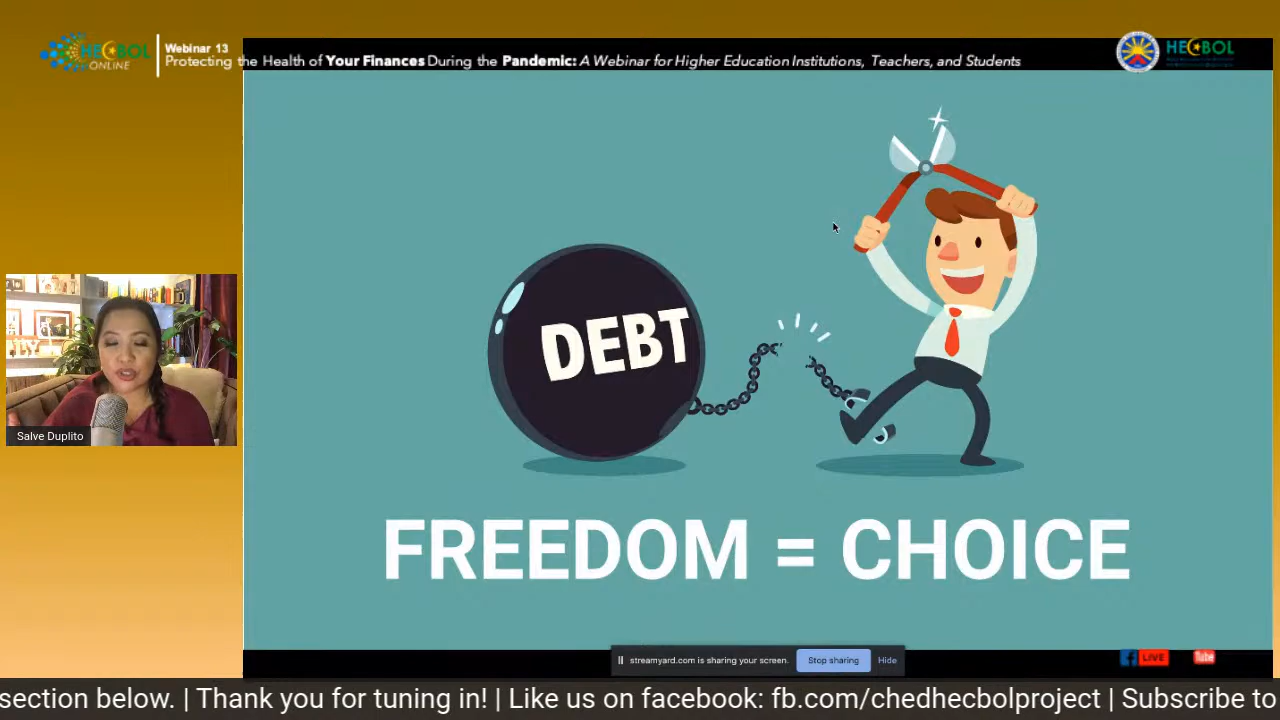 HECBOL
ONLINE
Webinar 13
Protecting the Health of Your Finances During the Pandemic: A Webinar for Higher Education Institutions, Teachers, and Students
HECBOL
DEBT
Salve Duplito
FREEDOM = CHOICE
streamyard.com is sharing your screen.
Stop sharing
Hide
LIVE
Tube
section below. | Thank you for tuning in! | Like us on facebook: fb.com/chedhecbolproject | Subscribe to